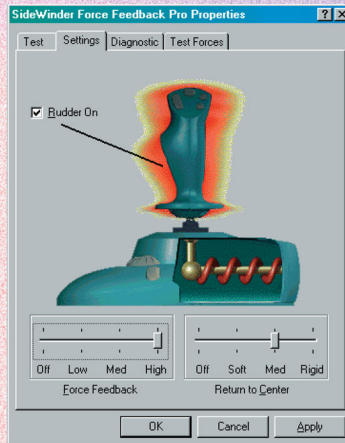 SideWinder Force Feedback Pro Properties
Test Settings Diagnostic Test Forces
Rudder On
Off Low Med High
Force Feedback
Off Soft Med Rigid
Return to Center
OK Cancel Apply